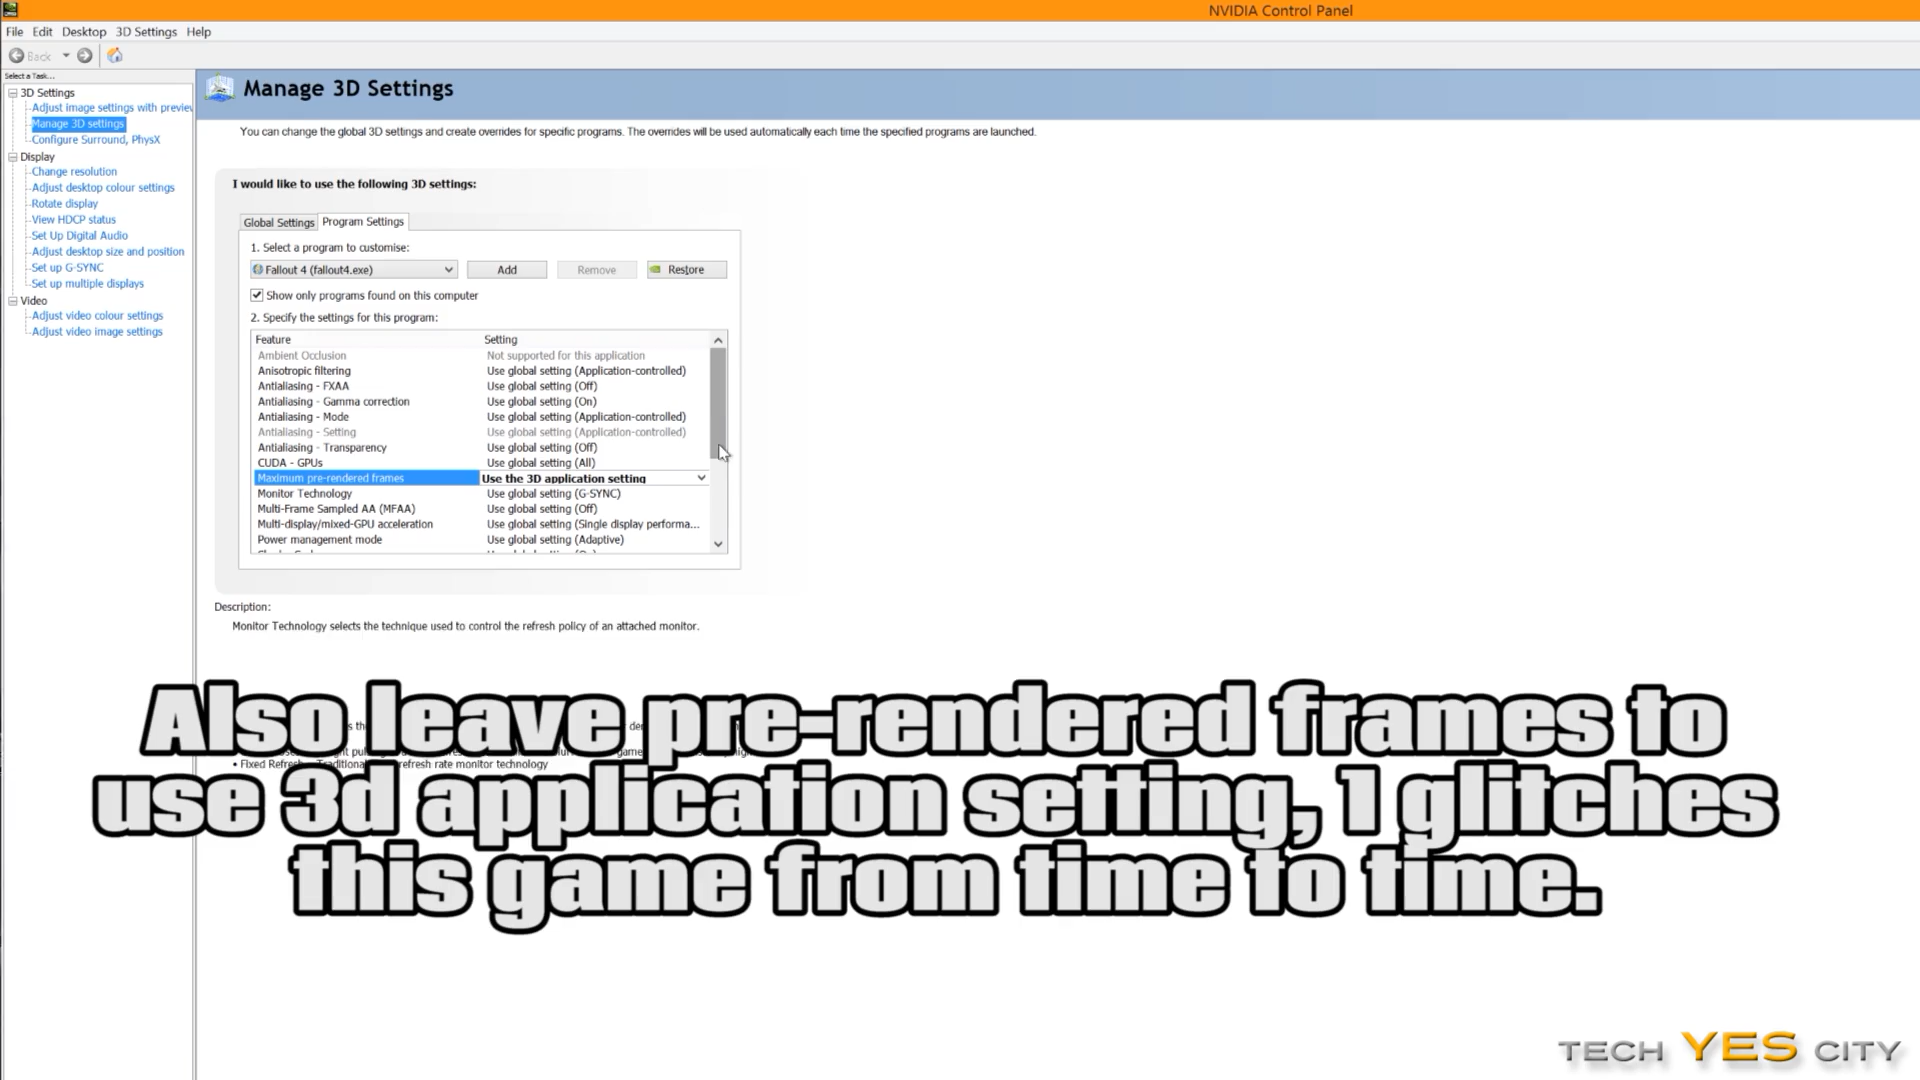 NVIDIA Control Panel
File Edit Desktop 3D Settings Help
Back
Select a Task...
3D Settings
Adjust image settings with preview
Manage 3D settings
Configure Surround, PhysX
Display
Change resolution
Adjust desktop colour settings
Rotate display
View HDCP status
Set Up Digital Audio
Adjust desktop size and position
Set up G-SYNC
Set up multiple displays
Video
Adjust video colour settings
Adjust video image settings
Manage 3D Settings
You can change the global 3D settings and create overrides for specific programs. The overrides will be used automatically each time the specified programs are launched.
I would like to use the following 3D settings:
Global Settings Program Settings
1. Select a program to customise:
Fallout 4 (fallout4.exe) Add Remove Restore
Show only programs found on this computer
2. Specify the settings for this program:
Feature Setting
Ambient Occlusion Not supported for this application
Anisotropic filtering Use global setting (Application-controlled)
Antialiasing - FXAA Use global setting (Off)
Antialiasing - Gamma correction Use global setting (On)
Antialiasing - Mode Use global setting (Application-controlled)
Antialiasing - Setting Use global setting (Application-controlled)
Antialiasing - Transparency Use global setting (Off)
CUDA - GPUs Use global setting (All)
Maximum pre-rendered frames Use the 3D application setting
Monitor Technology Use global setting (G-SYNC)
Multi-Frame Sampled AA (MFAA) Use global setting (Off)
Multi-display/mixed-GPU acceleration Use global setting (Single display performa...
Power management mode Use global setting (Adaptive)
Description:
Monitor Technology selects the technique used to control the refresh policy of an attached monitor.
Also leave pre-rendered frames to
use 3d application setting, 1 glitches
this game from time to time.
• Fixed Refresh refresh rate monitor technology
TECH YES CITY